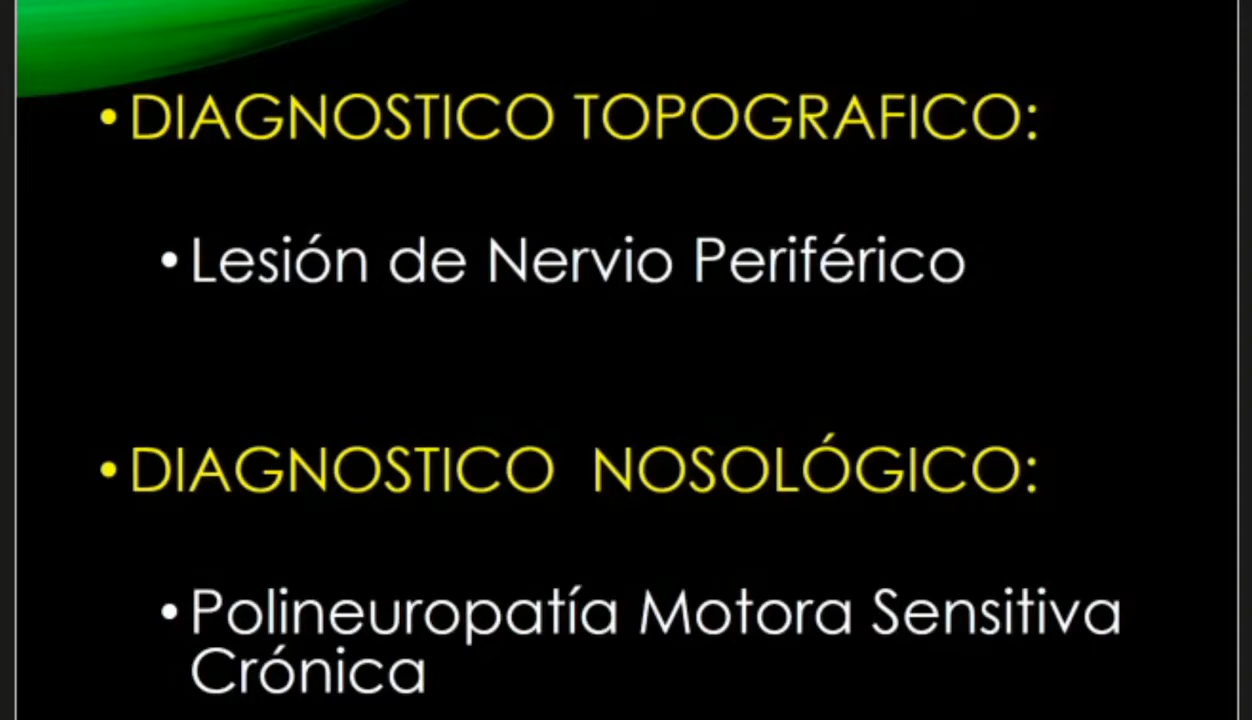 • DIAGNOSTICO TOPOGRAFICO:
• Lesión de Nervio Periférico
• DIAGNOSTICO NOSOLÓGICO:
• Polineuropatía Motora Sensitiva
Crónica